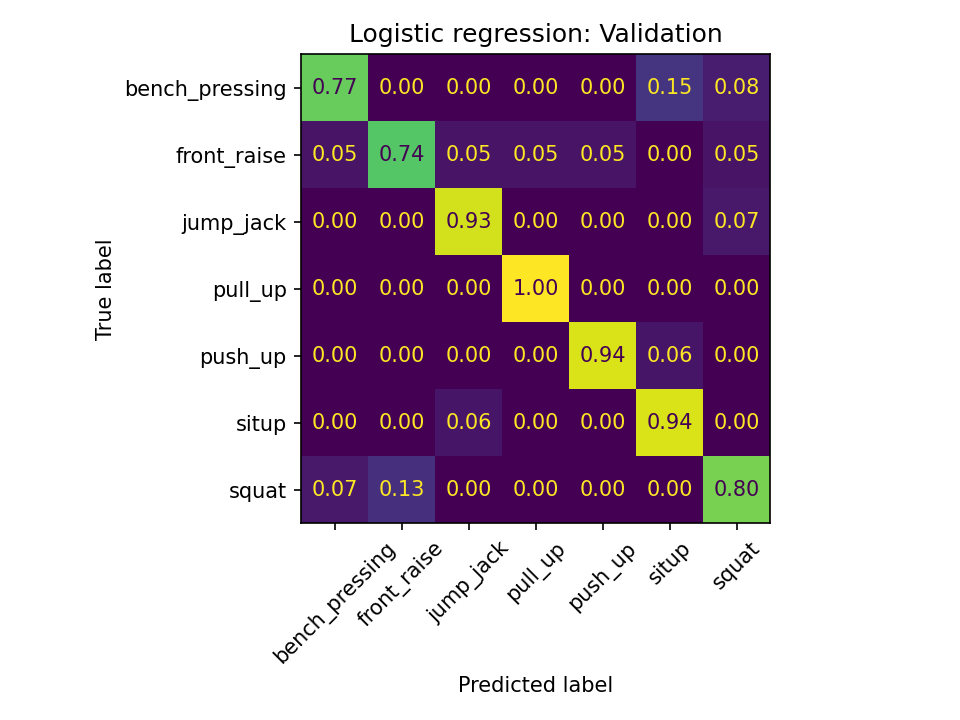 Logistic regression: Validation
True label
bench_pressing 0.77 0.00 0.00 0.00 0.00 0.15 0.08
front_raise 0.05 0.74 0.05 0.05 0.05 0.00 0.05
jump_jack 0.00 0.00 0.93 0.00 0.00 0.00 0.07
pull_up 0.00 0.00 0.00 1.00 0.00 0.00 0.00
push_up 0.00 0.00 0.00 0.00 0.94 0.06 0.00
situp 0.00 0.00 0.06 0.00 0.00 0.94 0.00
squat 0.07 0.13 0.00 0.00 0.00 0.00 0.80
bench_pressing front_raise jump_jack pull_up push_up situp squat
Predicted label